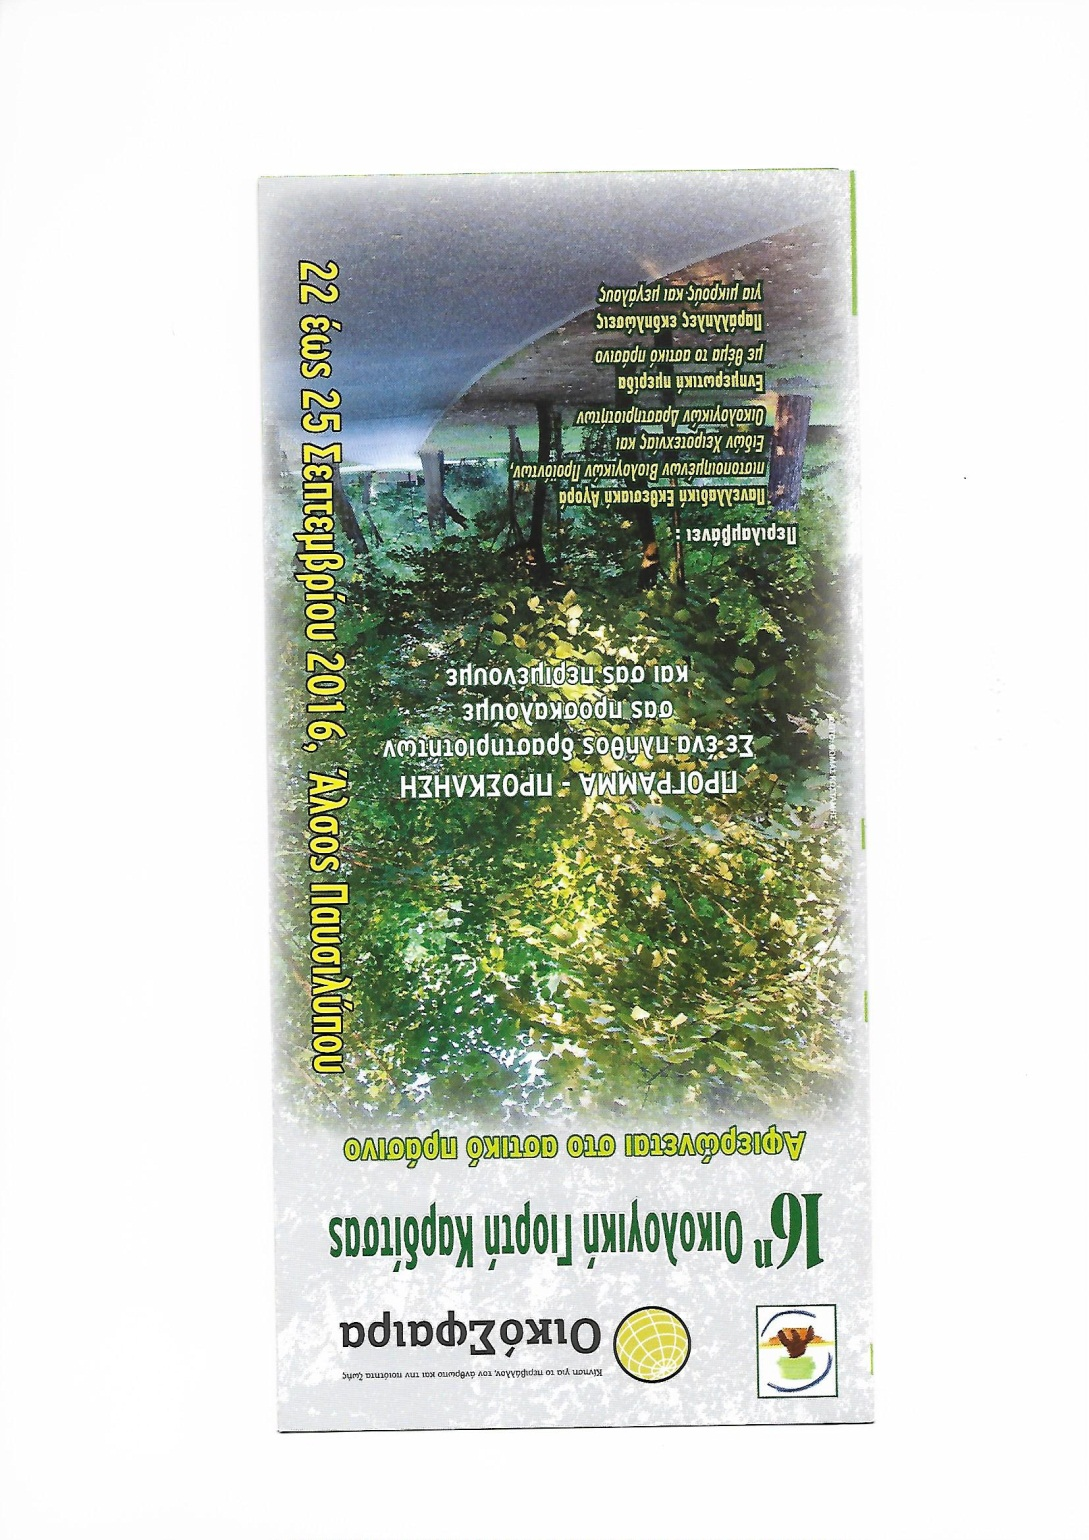 Κίνηση για το περιβάλλον, τον άνθρωπο και την ποιότητα ζωής
ΟικόΣφαιρα
16η Οικολογική Γιορτή Καρδίτσας
Αφιερώνεται στο αστικό πράσινο
ΠΡΟΓΡΑΜΜΑ - ΠΡΟΣΚΛΗΣΗ
Σε ένα πλήθος δραστηριοτήτων
σας προσκαλούμε
και σας περιμένουμε
Περιλαμβάνει :
Πανελλαδική Εκθεσιακή Αγορά
πιστοποιημένων Βιολογικών Προϊόντων,
Ειδών Χειροτεχνίας και
Οικολογικών Δραστηριοτήτων
Ενημερωτική ημερίδα
με θέμα το αστικό πράσινο
Παράλληλες εκδηλώσεις
για μικρούς και μεγάλους
22 έως 25 Σεπτεμβρίου 2016, Άλσος Παυσιλύπου